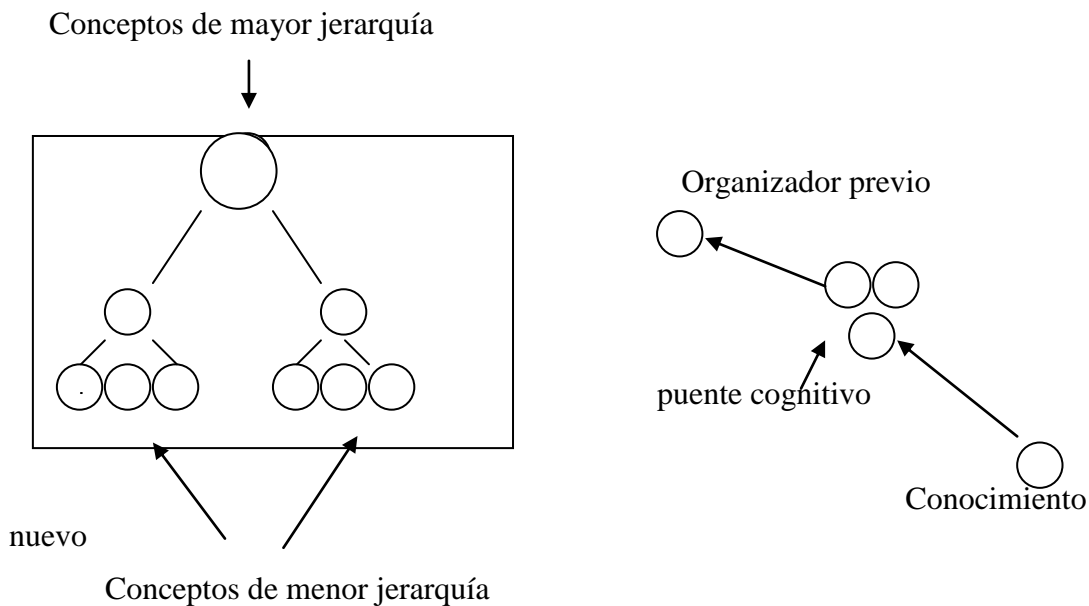 Conceptos de mayor jerarquía
Organizador previo
puente cognitivo
Conocimiento
nuevo
Conceptos de menor jerarquía